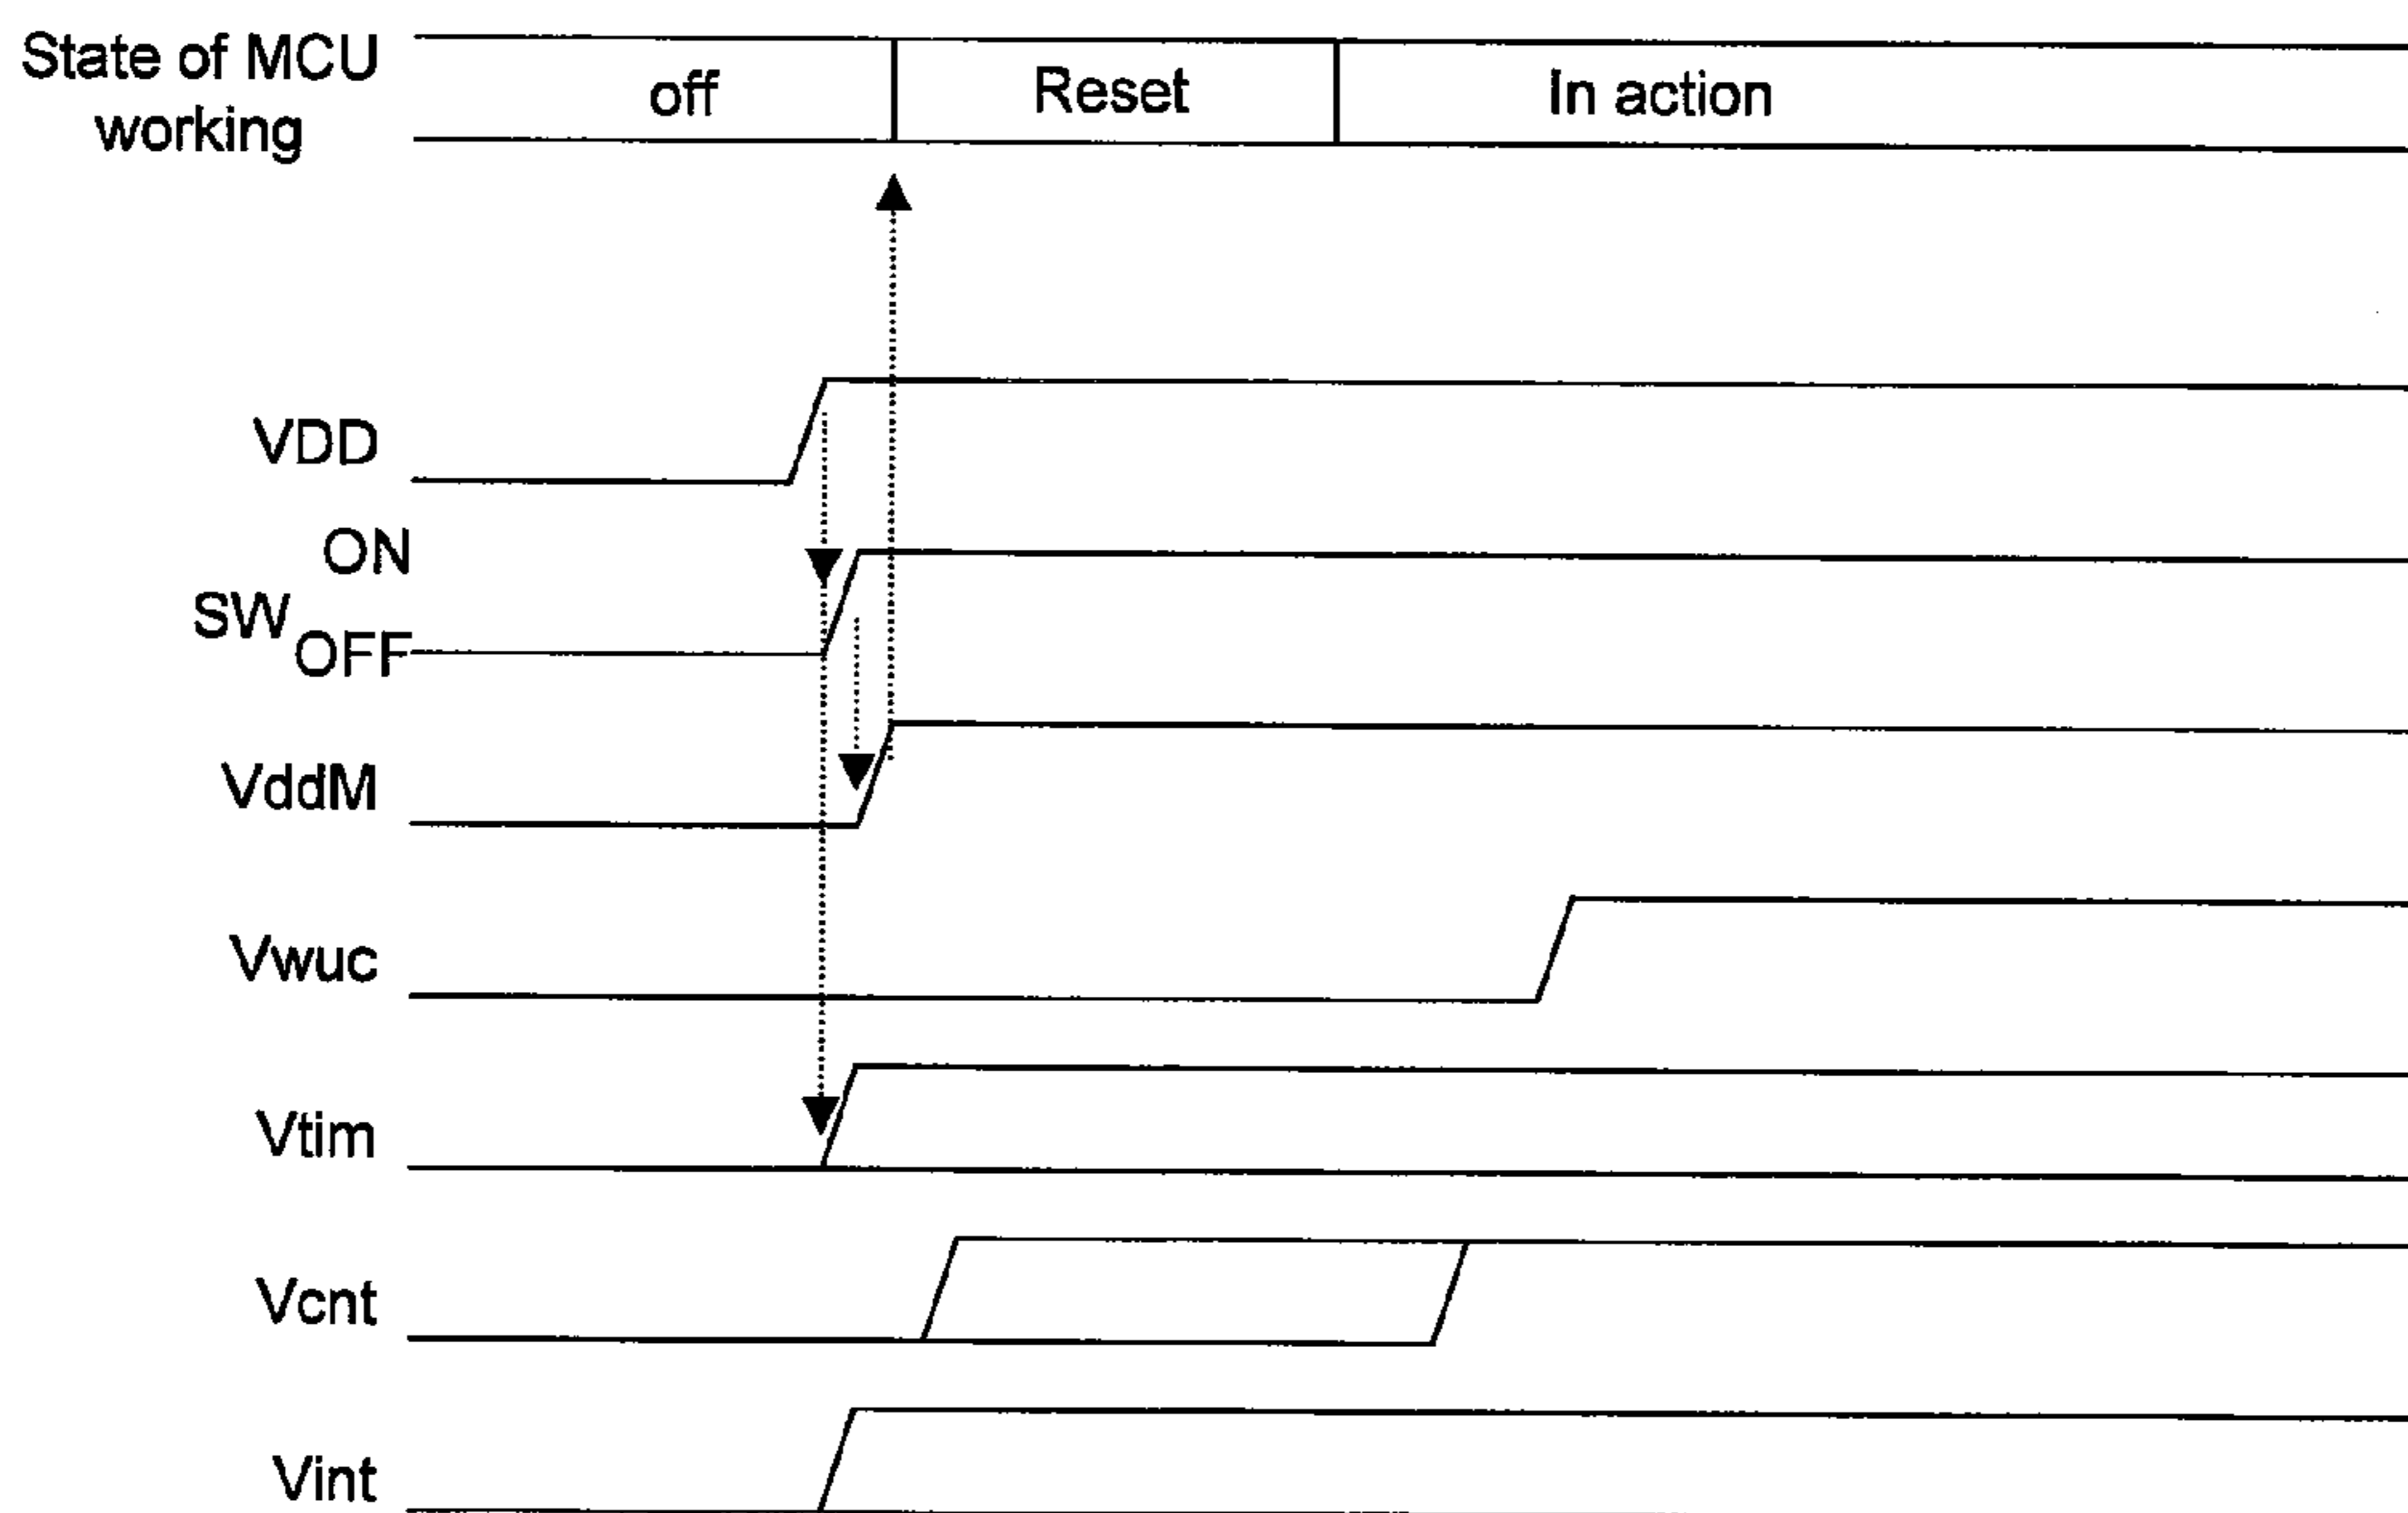 State of MCU
working
off
Reset
In action
VDD
ON
SW
OFF
VddM
Vwuc
Vtim
Vcnt
Vint